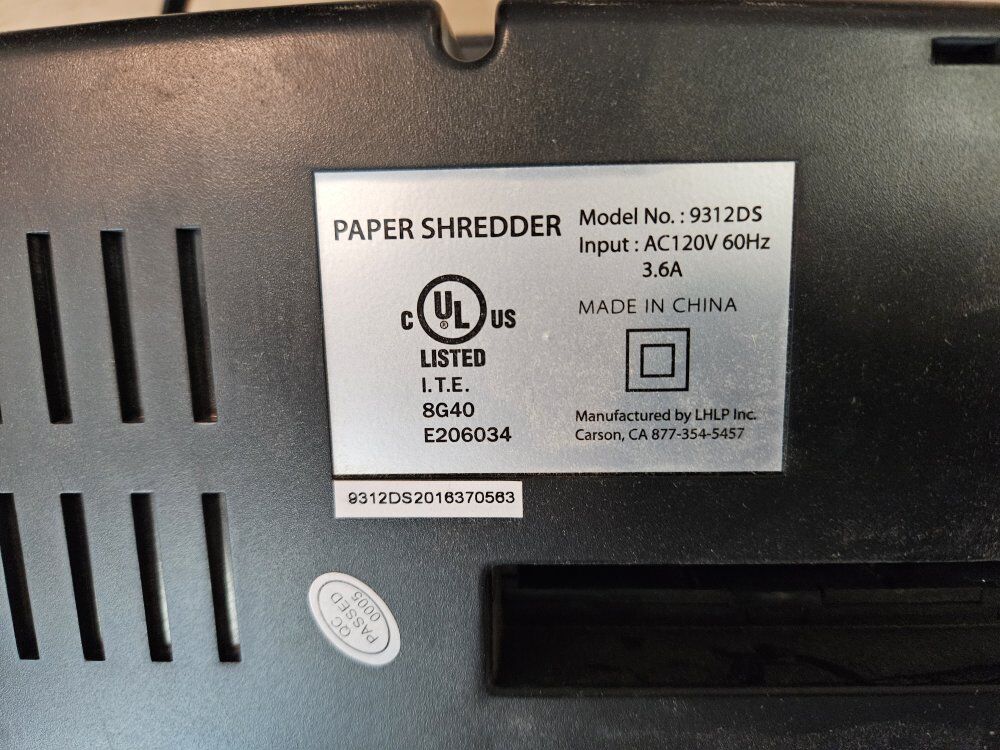 PAPER SHREDDER
Model No. : 9312DS
Input : AC120V 60Hz
3.6A
MADE IN CHINA
C UL® US
LISTED
I.T.E.
8G40
E206034
Manufactured by LHLP Inc.
Carson, CA 877-354-5457
9312DS2016370563
QC
PASSED
0005